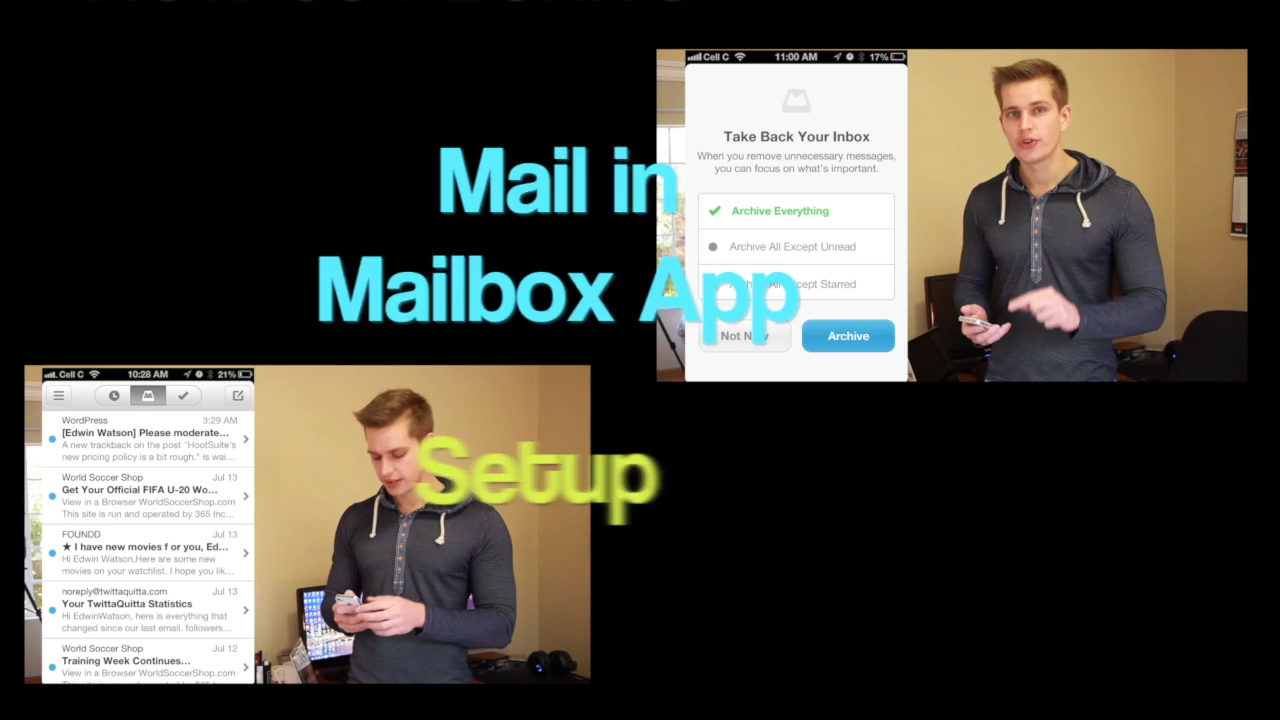 Mail in
Mailbox App
Setup
Cell C
11:00 AM
17%
Take Back Your Inbox
When you remove unnecessary messages,
you can focus on what's important.
Archive Everything
Archive All Except Unread
Starred
Not
Archive
Cell C
10:28 AM
21%
WordPress
3:29 AM
[Edwin Watson] Please moderate...
A new trackback on the post "HootSuite's
new pricing policy is a bit rough." is wai...
World Soccer Shop
Jul 13
Get Your Official FIFA U-20 Wo...
View in a Browser WorldSoccerShop.com
This site is run and operated by 365 Inc...
FOUNDD
Jul 13
★ I have new movies f or you, Ed...
Hi Edwin Watson,Here are some new
movies on your watchlist. I hope you lik...
noreply@twittaquitta.com
Jul 13
Your TwittaQuitta Statistics
Hi EdwinWatson, here is everything that
changed since our last email. followers...
World Soccer Shop
Jul 12
Training Week Continues...
View in a Browser WorldSoccerShop.com